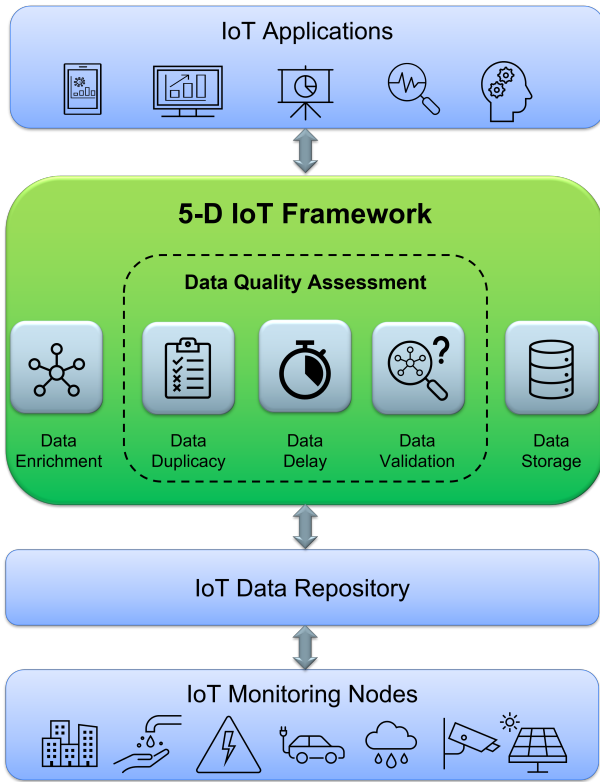 IoT Applications
5-D IoT Framework
Data Quality Assessment
Data
Enrichment
Data
Duplicacy
Data
Delay
?
Data
Validation
Data
Storage
IoT Data Repository
IoT Monitoring Nodes